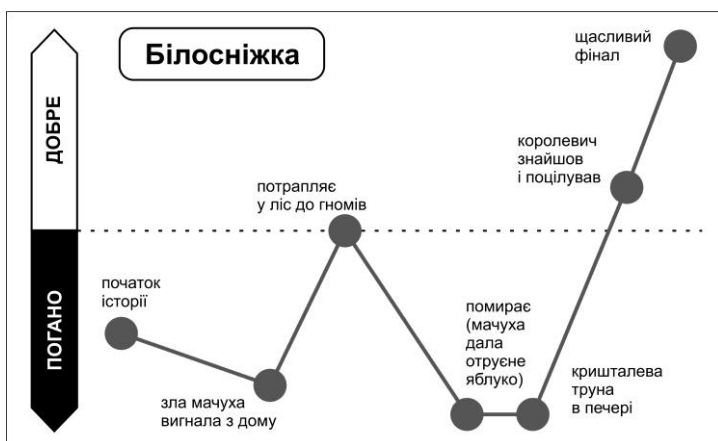 Білосніжка
ДОБРЕ
ПОГАНО
початок
історії
зла мачуха
вигнала з дому
потрапляє
у ліс до гномів
помирає
(мачуха
дала
отруєне
яблуко)
кришталева
труна
в печері
королевич
знайшов
і поцілував
щасливий
фінал